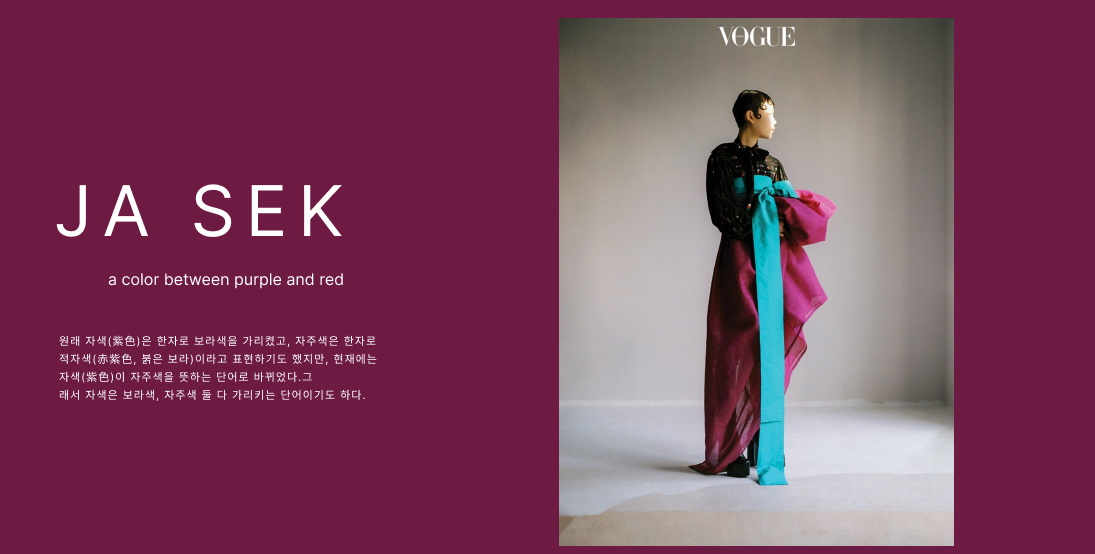 VOGUE
JA SEK
a color between purple and red
원래 자색(紫色)은 한자로 보라색을 가리켰고, 자주색은 한자로
적자색(赤紫色, 붉은 보라)이라고 표현하기도 했지만, 현재에는
자색(紫色)이 자주색을 뜻하는 단어로 바뀌었다.그
래서 자색은 보라색, 자주색 둘 다 가리키는 단어이기도 하다.